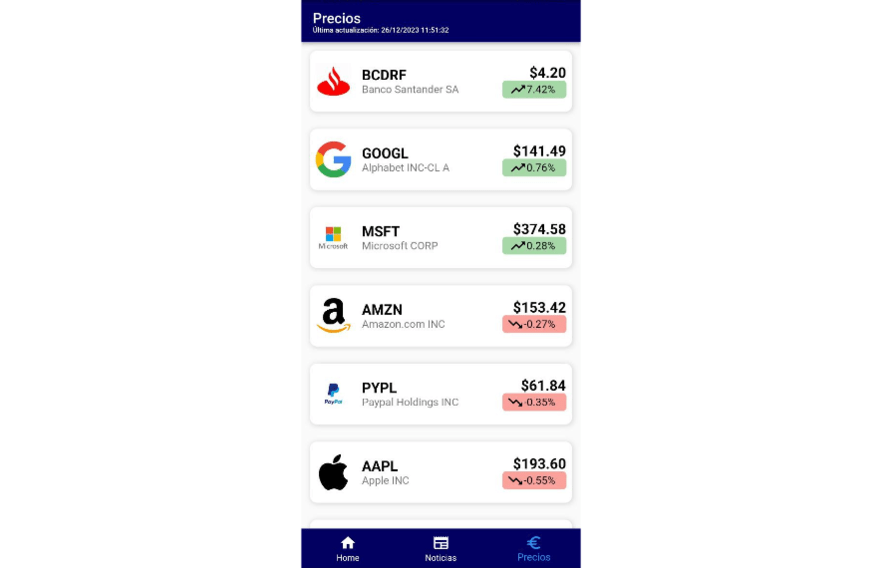 Precios
Última actualización: 26/12/2023 11:51:32
BCDRF
$4.20
Banco Santander SA
7.42%
GOOGL
$141.49
Alphabet INC-CL A
0.76%
Microsoft
MSFT
$374.58
Microsoft CORP
0.28%
AMZN
$153.42
Amazon.com INC
-0.27%
PayPal
PYPL
$61.84
Paypal Holdings INC
-0.35%
AAPL
$193.60
Apple INC
-0.55%
Home
Noticias
Precios